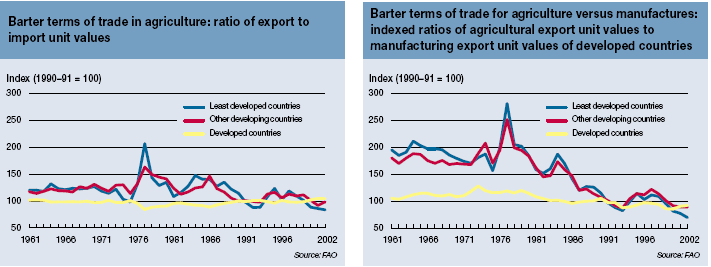 Barter terms of trade in agriculture: ratio of export to
import unit values
Index (1990–91 = 100)
300
250
200
150
100
50
Least developed countries
Other developing countries
Developed countries
1961 1966 1971 1976 1981 1986 1991 1996 2002
Source: FAO
Barter terms of trade for agriculture versus manufactures:
indexed ratios of agricultural export unit values to
manufacturing export unit values of developed countries
Index (1990–91 = 100)
300
250
200
150
100
50
Least developed countries
Other developing countries
Developed countries
1961 1966 1971 1976 1981 1986 1991 1996 2002
Source: FAO